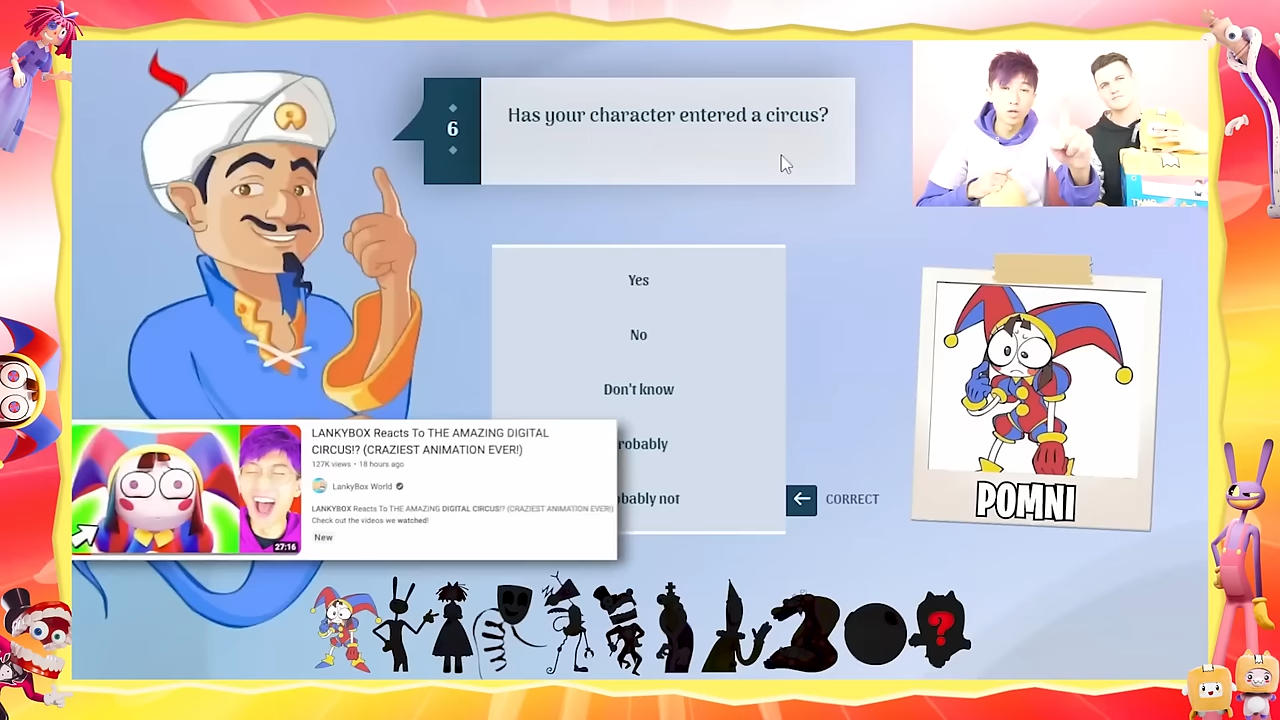 6
Has your character entered a circus?
Yes
No
Don't know
robably
obably not
CORRECT
POMNI
LANKYBOX Reacts To THE AMAZING DIGITAL
CIRCUS!? (CRAZIEST ANIMATION EVER!)
127K views • 18 hours ago
LankyBox World
LANKYBOX Reacts To THE AMAZING DIGITAL CIRCUS!? (CRAZIEST ANIMATION EVER!)
Check out the videos we watched!
New
27:16
?